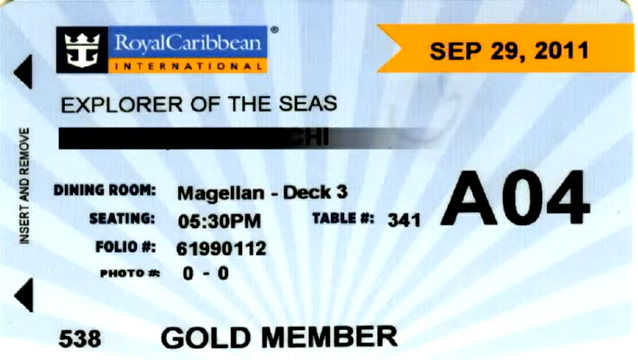 RoyalCaribbean®
INTERNATIONAL
SEP 29, 2011
EXPLORER OF THE SEAS
INSERT AND REMOVE
DINING ROOM: Magellan - Deck 3
SEATING: 05:30PM TABLE #: 341
A04
FOLIO #: 61990112
PHOTO #: 0 - 0
538 GOLD MEMBER